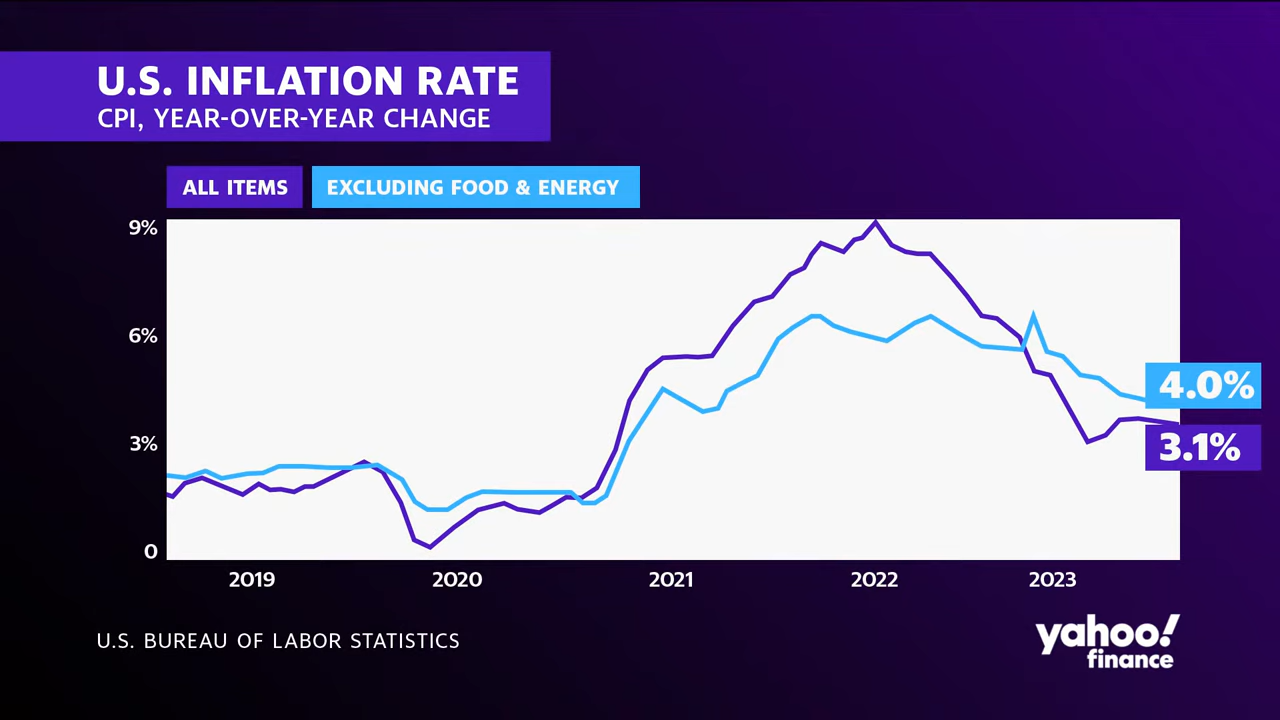 U.S. INFLATION RATE
CPI, YEAR-OVER-YEAR CHANGE
ALL ITEMS
EXCLUDING FOOD & ENERGY
9%
6%
3%
0
4.0%
3.1%
2019
2020
2021
2022
2023
U.S. BUREAU OF LABOR STATISTICS
yahoo!
finance